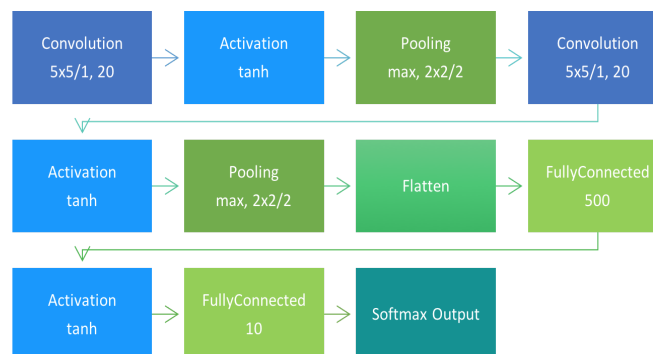 Convolution
5x5/1, 20
Activation
tanh
Pooling
max, 2x2/2
Convolution
5x5/1, 20
Activation
tanh
Pooling
max, 2x2/2
Flatten
FullyConnected
500
Activation
tanh
FullyConnected
10
Softmax Output